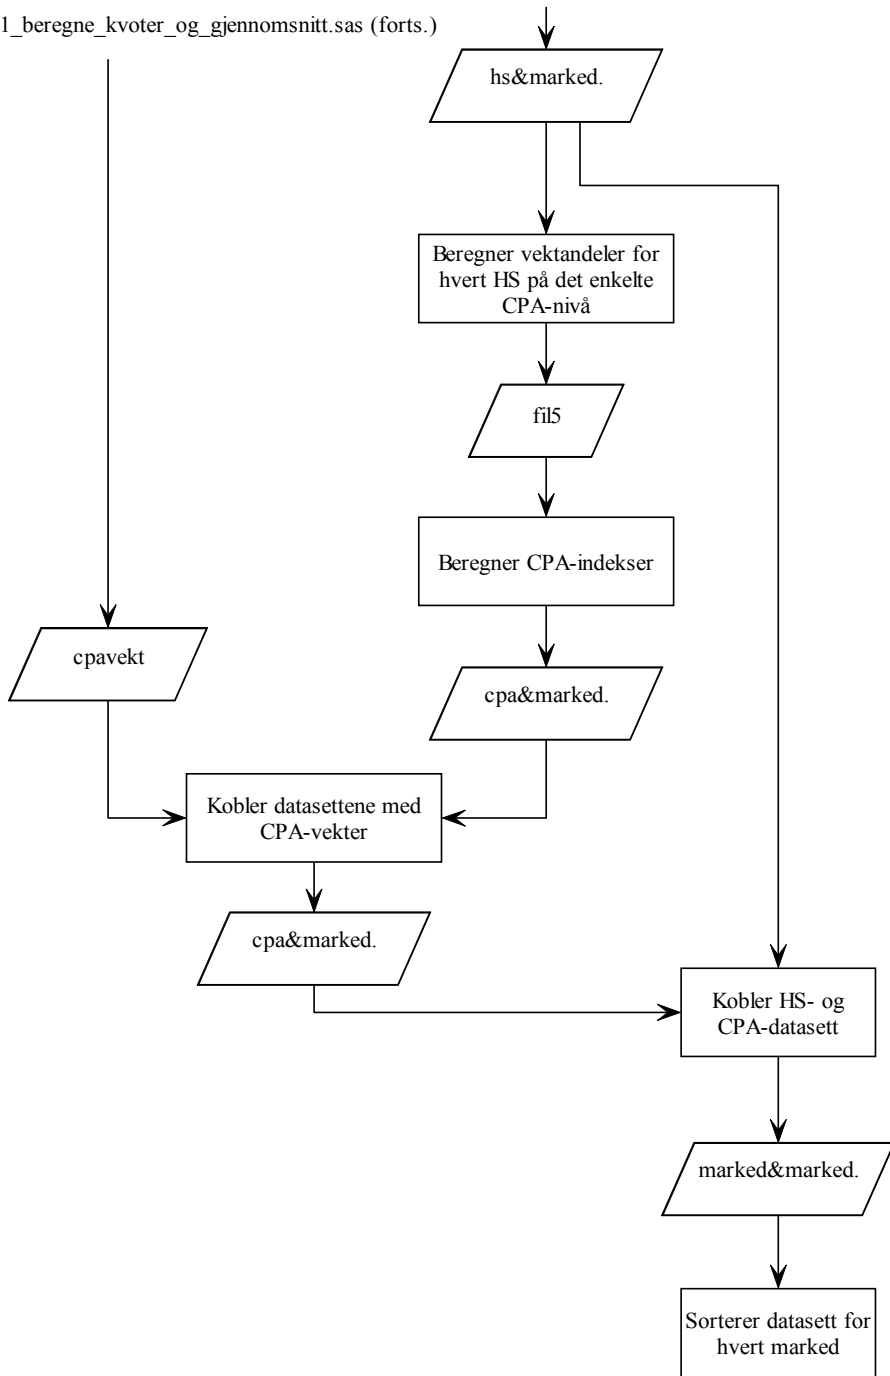 1_beregne_kvoter_og_gjennomsnitt.sas (forts.)
hs&marked.
Beregner vektandeler for
hvert HS på det enkelte
CPA-nivå
fil5
Beregner CPA-indekser
cpavekt
cpa&marked.
Kobler datasettene med
CPA-vekter
cpa&marked.
Kobler HS- og
CPA-datasett
marked&marked.
Sorterer datasett for
hvert marked